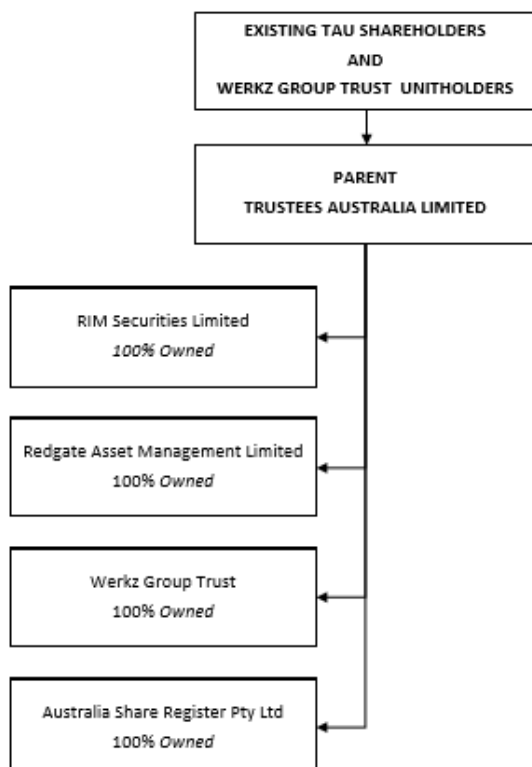 EXISTING TAU SHAREHOLDERS
AND
WERKZ GROUP TRUST UNITHOLDERS
PARENT
TRUSTEES AUSTRALIA LIMITED
RIM Securities Limited
100% Owned
Redgate Asset Management Limited
100% Owned
Werkz Group Trust
100% Owned
Australia Share Register Pty Ltd
100% Owned